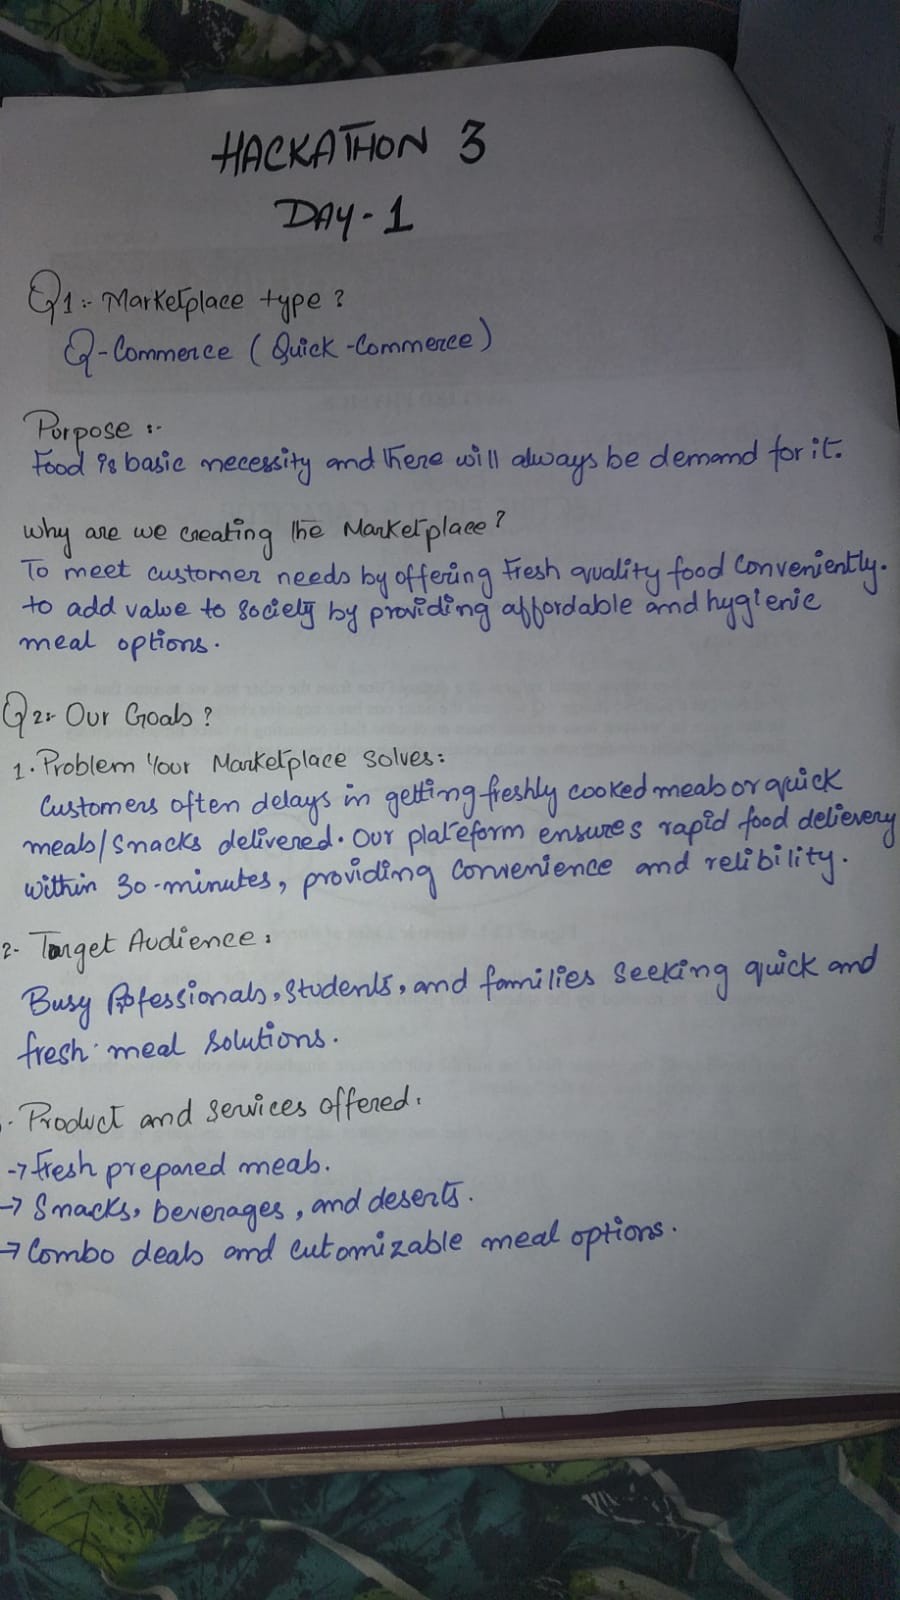 HACKATHON 3
DAY-1
Q1:- Marketplace type ?
Q-Commerce ( Quick-Commerce )
Purpose :-
Food is basic necessity and there will always be demand for it.
Why are we creating the Marketplace?
To meet customer needs by offering Fresh quality food conveniently.
to add value to society by providing affordable and hygienic
meal options.
Q2:- Our Goals ?
1. Problem Your Marketplace Solves:
Customers often delays in getting freshly cooked meals or quick
meals/Snacks delivered. Our plateform ensures rapid food delievery
within 30-minutes, providing convenience and relibility.
2- Target Audience:
Busy Professionals, Students, and families seeking quick and
fresh meal solutions.
- Product and services offered:
-> fresh prepared meals.
-> Snacks, beverages, and deserts.
-> Combo deals and cutomizable meal options.